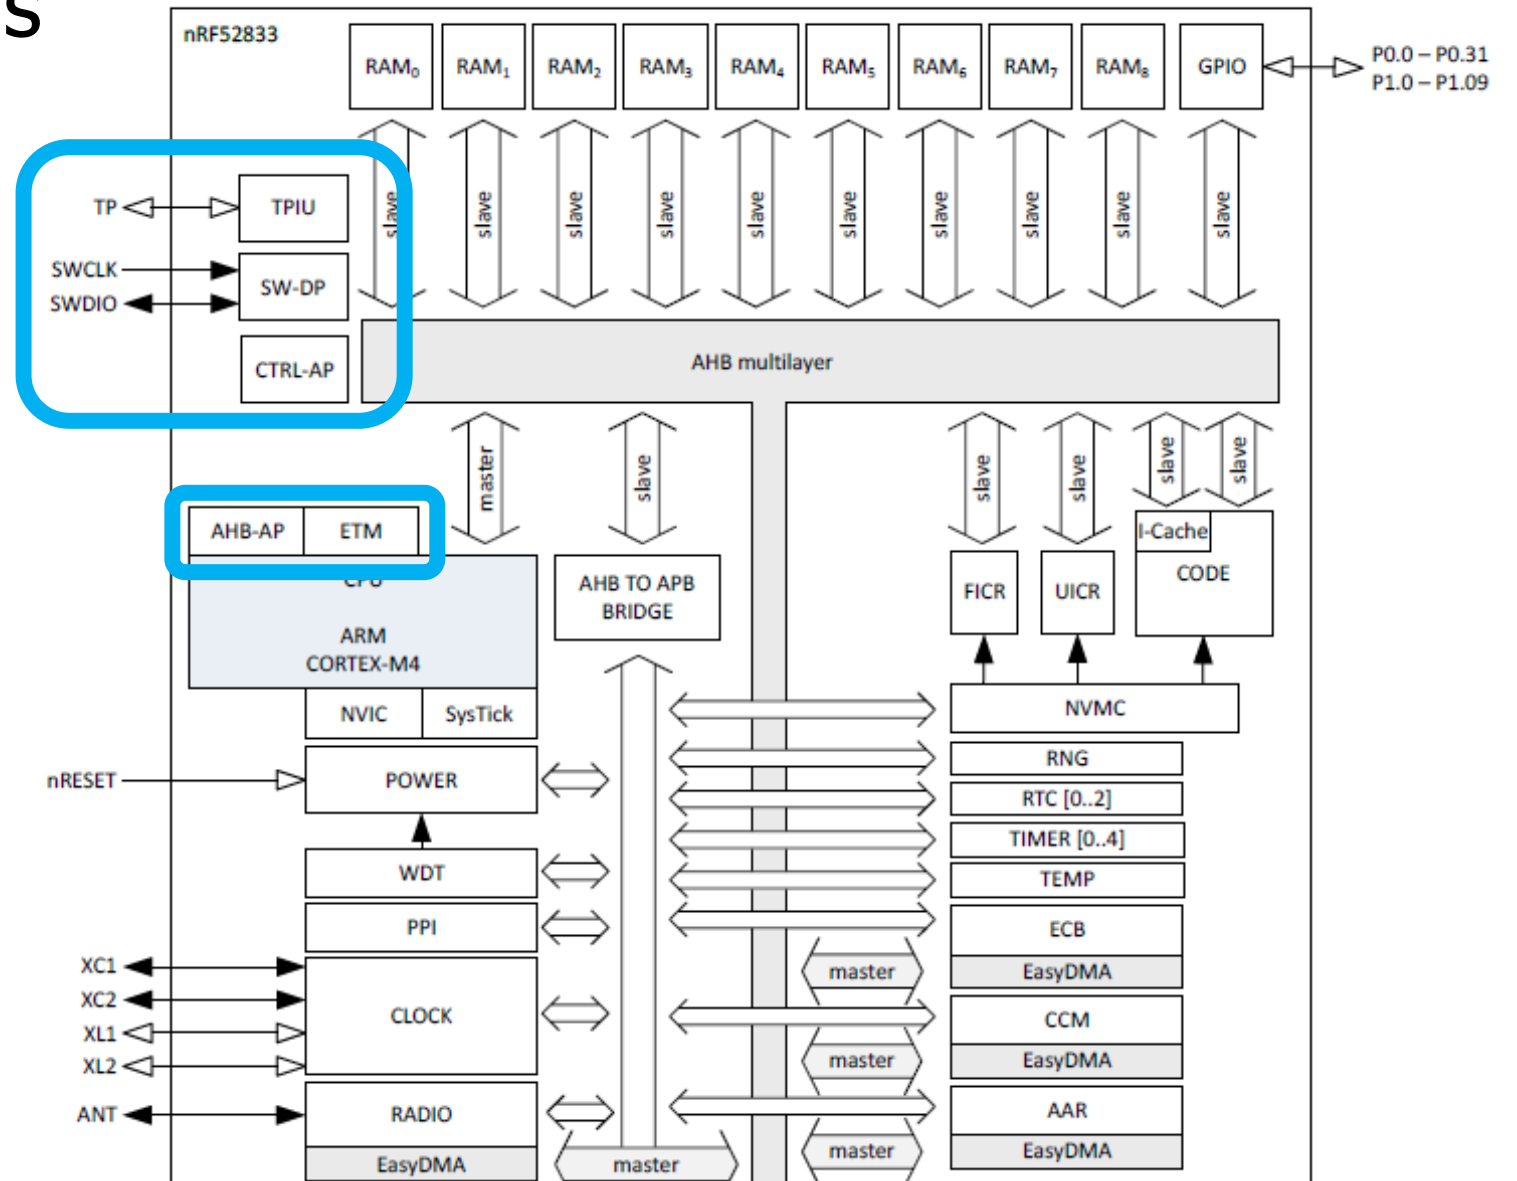 s
nRF52833
RAM0 RAM1 RAM2 RAM3 RAM4 RAM5 RAM6 RAM7 RAM8 GPIO
P0.0 – P0.31
P1.0 – P1.09
slave slave slave slave slave slave slave slave slave slave
TP
TPIU
SWCLK
SWDIO
SW-DP
CTRL-AP
AHB multilayer
master slave slave slave slave slave
AHB-AP ETM
CPU
ARM
CORTEX-M4
NVIC SysTick
AHB TO APB
BRIDGE
FICR UICR
I-Cache
CODE
NVMC
nRESET
POWER
WDT
PPI
XC1
XC2
XL1
XL2
CLOCK
ANT
RADIO
EasyDMA
master
RNG
RTC [0..2]
TIMER [0..4]
TEMP
ECB
master EasyDMA
CCM
master EasyDMA
AAR
master EasyDMA